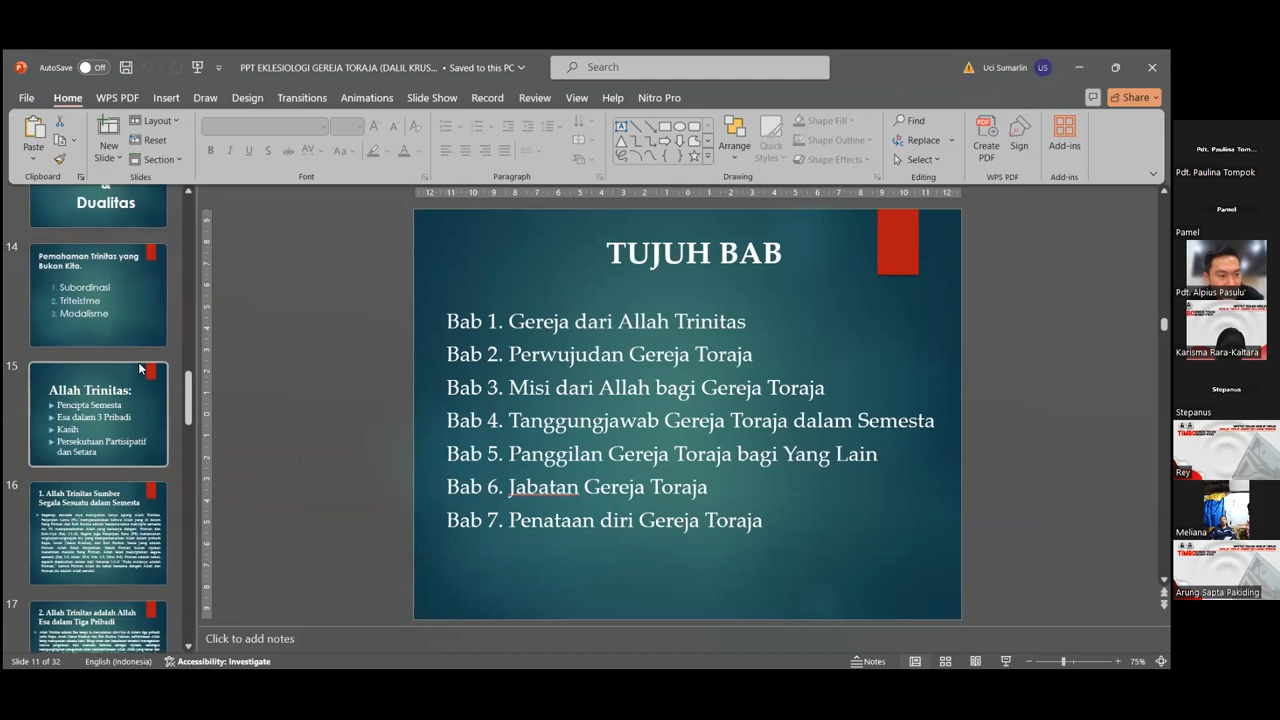 AutoSave Off
PPT EKLESIOLOGI GEREJA TORAJA (DALIL KRUS... • Saved to this PC
Search
Uci Sumarlin US
File Home WPS PDF Insert Draw Design Transitions Animations Slide Show Record Review View Help Nitro Pro
Share
Paste
New
Slide
Layout
Reset
Section
Arrange
Quick
Styles
Shape Fill
Shape Outline
Shape Effects
Find
Replace
Select
Create
PDF
Sign
Add-ins
Clipboard Slides Font Paragraph Drawing Editing WPS PDF Add-ins
&
Dualitas
14
Pemahaman Trinitas yang
Bukan Kita.
1. Subordinasi
2. Triteisme
3. Modalisme
15
Allah Trinitas:
Pencipta Semesta
Esa dalam 3 Pribadi
Kasih
Persekutuan Partisipatif
dan Setara
16
1. Allah Trinitas Sumber
Segala Sesuatu dalam Semesta
17
2. Allah Trinitas adalah Allah
Esa dalam Tiga Pribadi
TUJUH BAB
Bab 1. Gereja dari Allah Trinitas
Bab 2. Perwujudan Gereja Toraja
Bab 3. Misi dari Allah bagi Gereja Toraja
Bab 4. Tanggungjawab Gereja Toraja dalam Semesta
Bab 5. Panggilan Gereja Toraja bagi Yang Lain
Bab 6. Jabatan Gereja Toraja
Bab 7. Penataan diri Gereja Toraja
Click to add notes
Slide 11 of 32 English (Indonesia) Accessibility: Investigate
Notes
75%
Pdt. Paulina Tom...
Pdt. Paulina Tompok
Pamel
Pamel
Pdt. Alpius Pasulu'
Karisma Rara-Kaltara
Stepanus
Stepanus
Rey
Meliana
Arung Sapta Pakiding